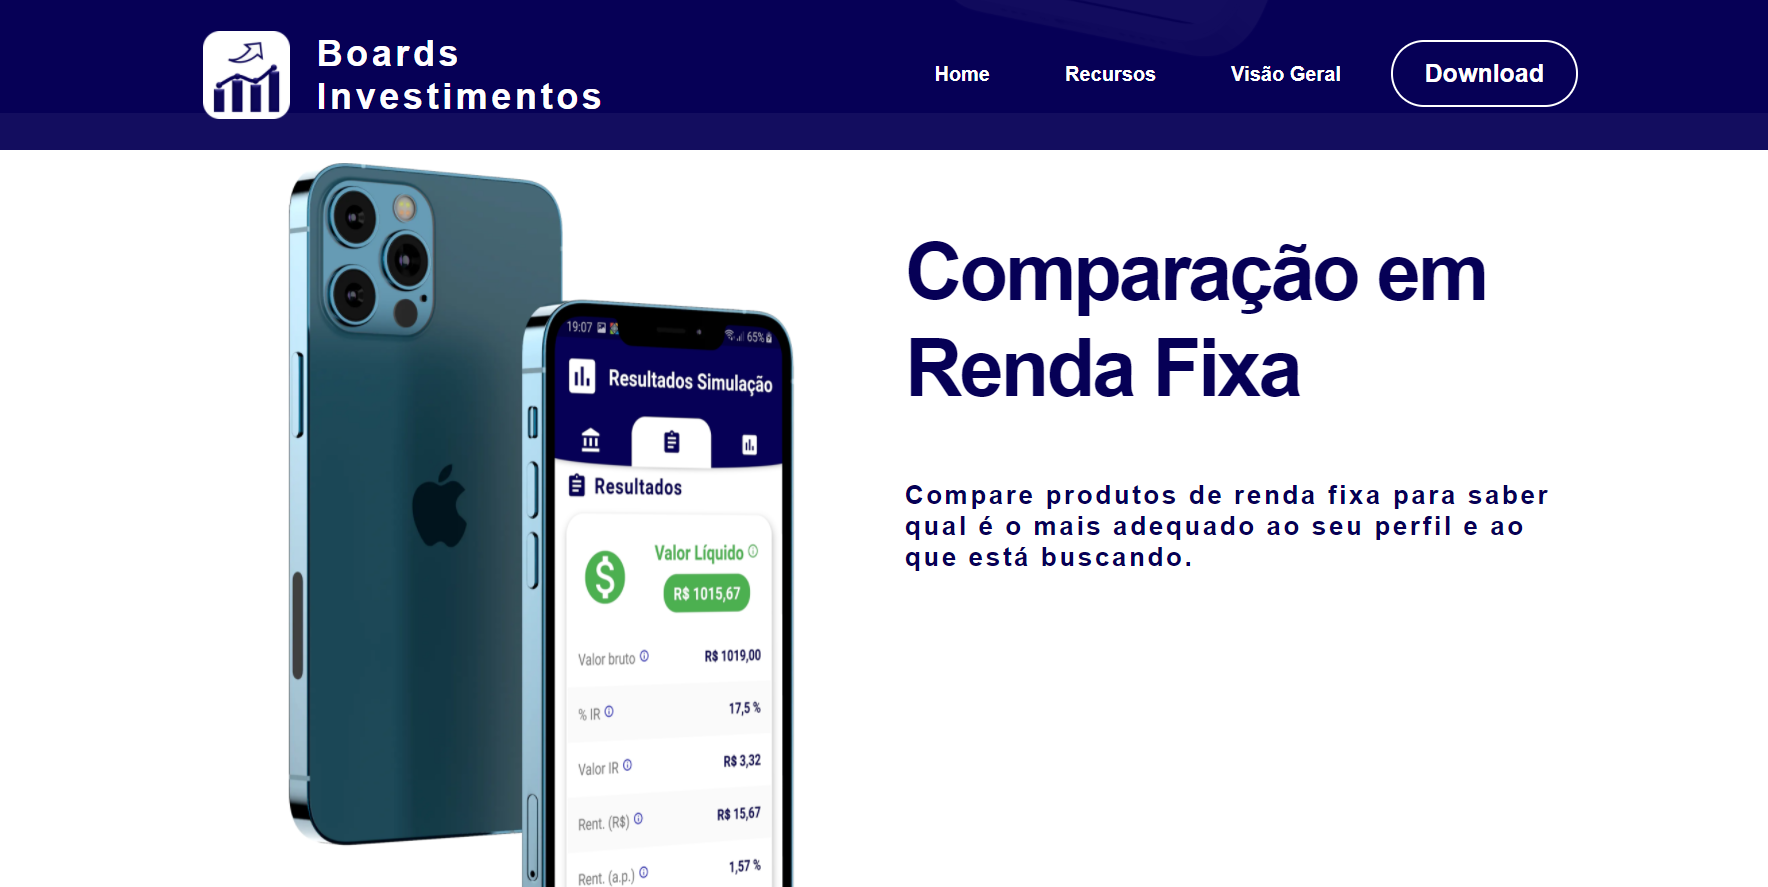 Boards
Investimentos
Home
Recursos
Visão Geral
Download
Comparação em
Renda Fixa
Compare produtos de renda fixa para saber
qual é o mais adequado ao seu perfil e ao
que está buscando.
19:07
65%
Resultados Simulação
Resultados
Valor Líquido
R$ 1015,67
Valor bruto R$ 1019,00
% IR 17,5 %
Valor IR R$ 3,32
Rent. (R$) R$ 15,67
Rent. (a.p.) 1,57 %